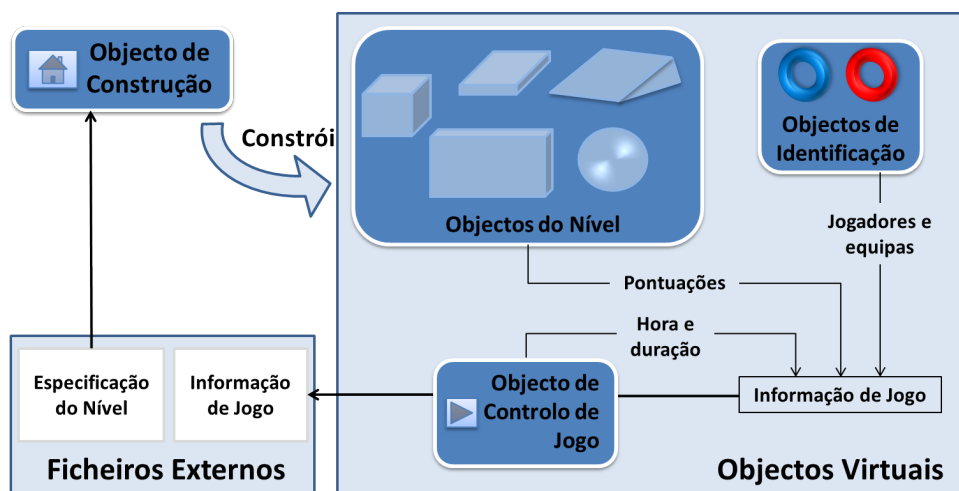 Objecto de
Construção
Constrói
Objectos do Nível
Objectos de
Identificação
Jogadores e
equipas
Pontuações
Hora e
duração
Especificação
do Nível
Informação
de Jogo
Objecto de
Controlo de
Jogo
Informação de Jogo
Ficheiros Externos
Objectos Virtuais